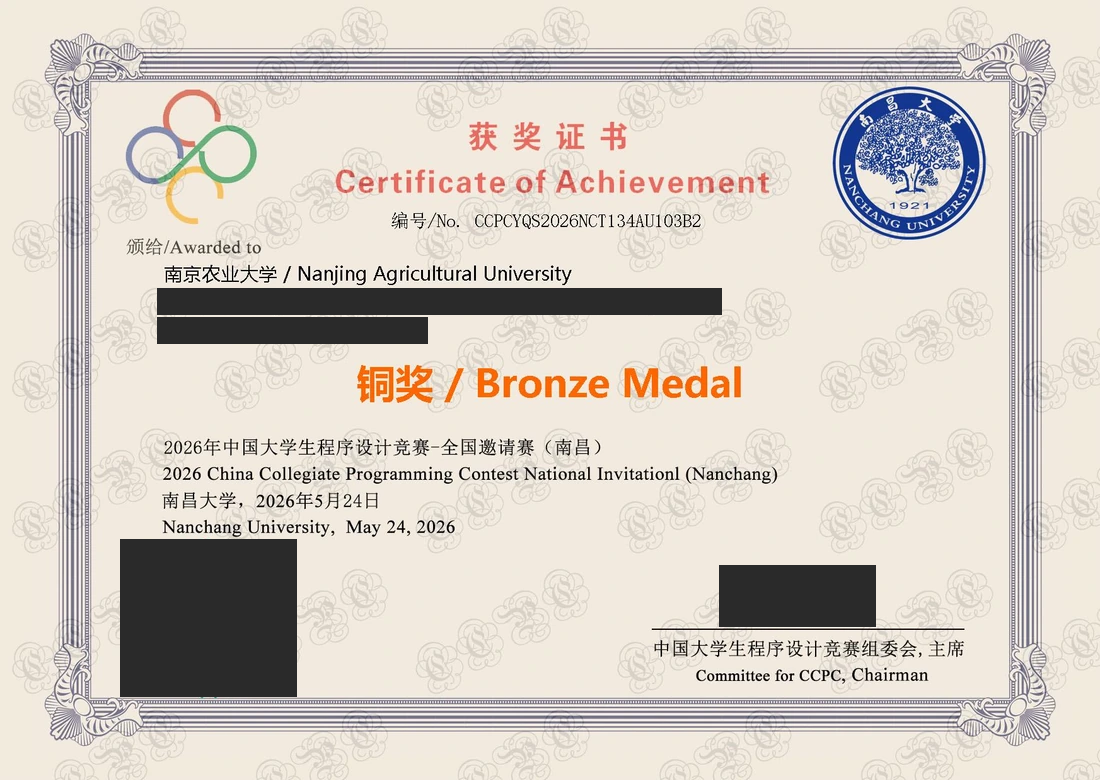 获奖证书
Certificate of Achievement
编号/No. CCPCYQS2026NCT134AU103B2
南昌大学
NANCHANG UNIVERSITY
1921
颁给/Awarded to
南京农业大学 / Nanjing Agricultural University
铜奖 / Bronze Medal
2026年中国大学生程序设计竞赛-全国邀请赛（南昌）
2026 China Collegiate Programming Contest National Invitationl (Nanchang)
南昌大学，2026年5月24日
Nanchang University, May 24, 2026
中国大学生程序设计竞赛组委会, 主席
Committee for CCPC, Chairman